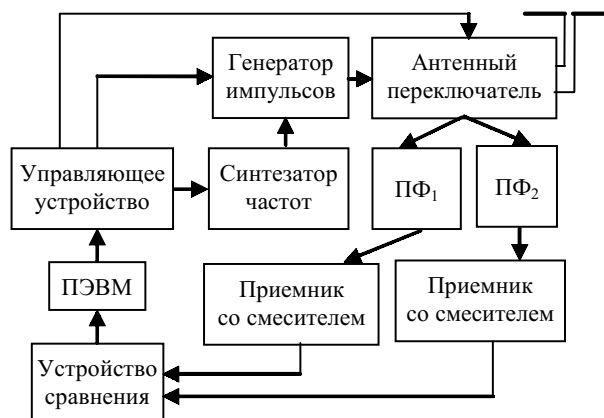 Генератор
импульсов
Антенный
переключатель
Управляющее
устройство
Синтезатор
частот
ПФ₁
ПФ₂
ПЭВМ
Приемник
со смесителем
Приемник
со смесителем
Устройство
сравнения